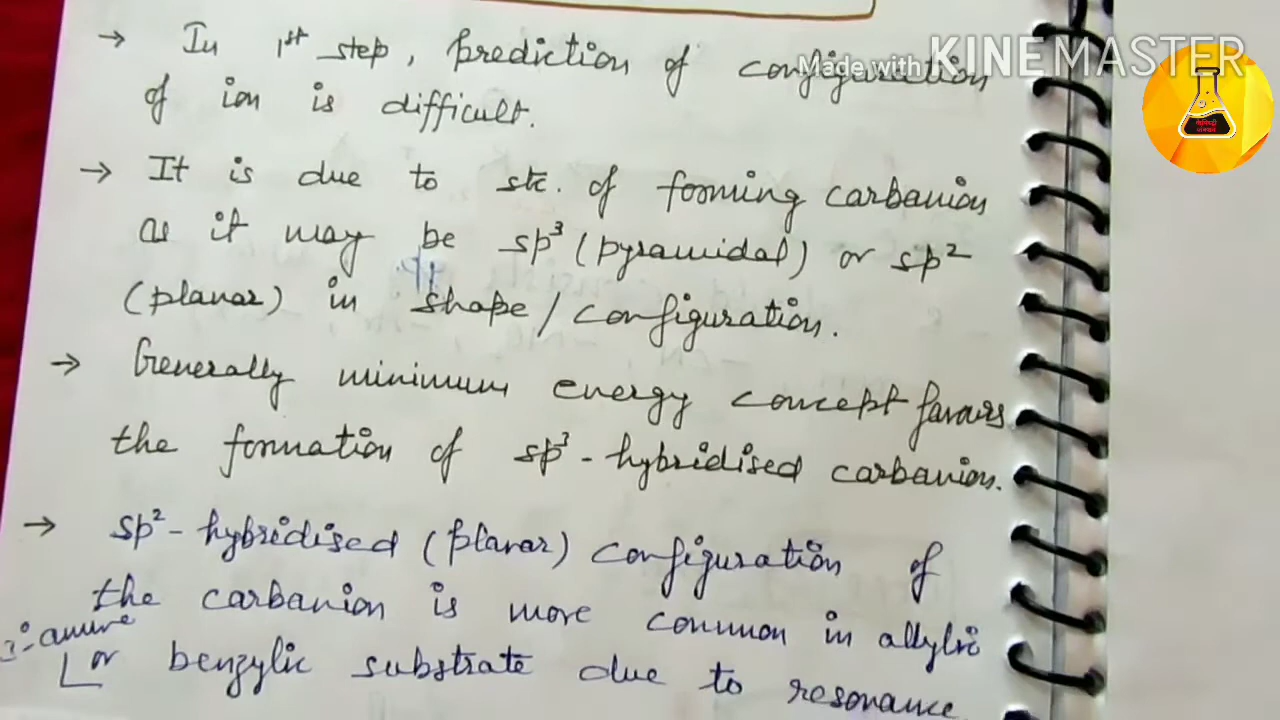 → In 1st step, prediction of configuration
of ion is difficult.
→ It is due to stc. of forming carbanion
as it may be sp³ (pyramidal) or sp²
(planar) in shape / configuration.
→ Generally minimum energy concept favours
the formation of sp³ - hybridised carbanion.
→ sp² - hybridised (planar) configuration of
the carbanion is more common in allylic
or benzylic substrate due to resonance
3°-amine
Made with KINEMASTER